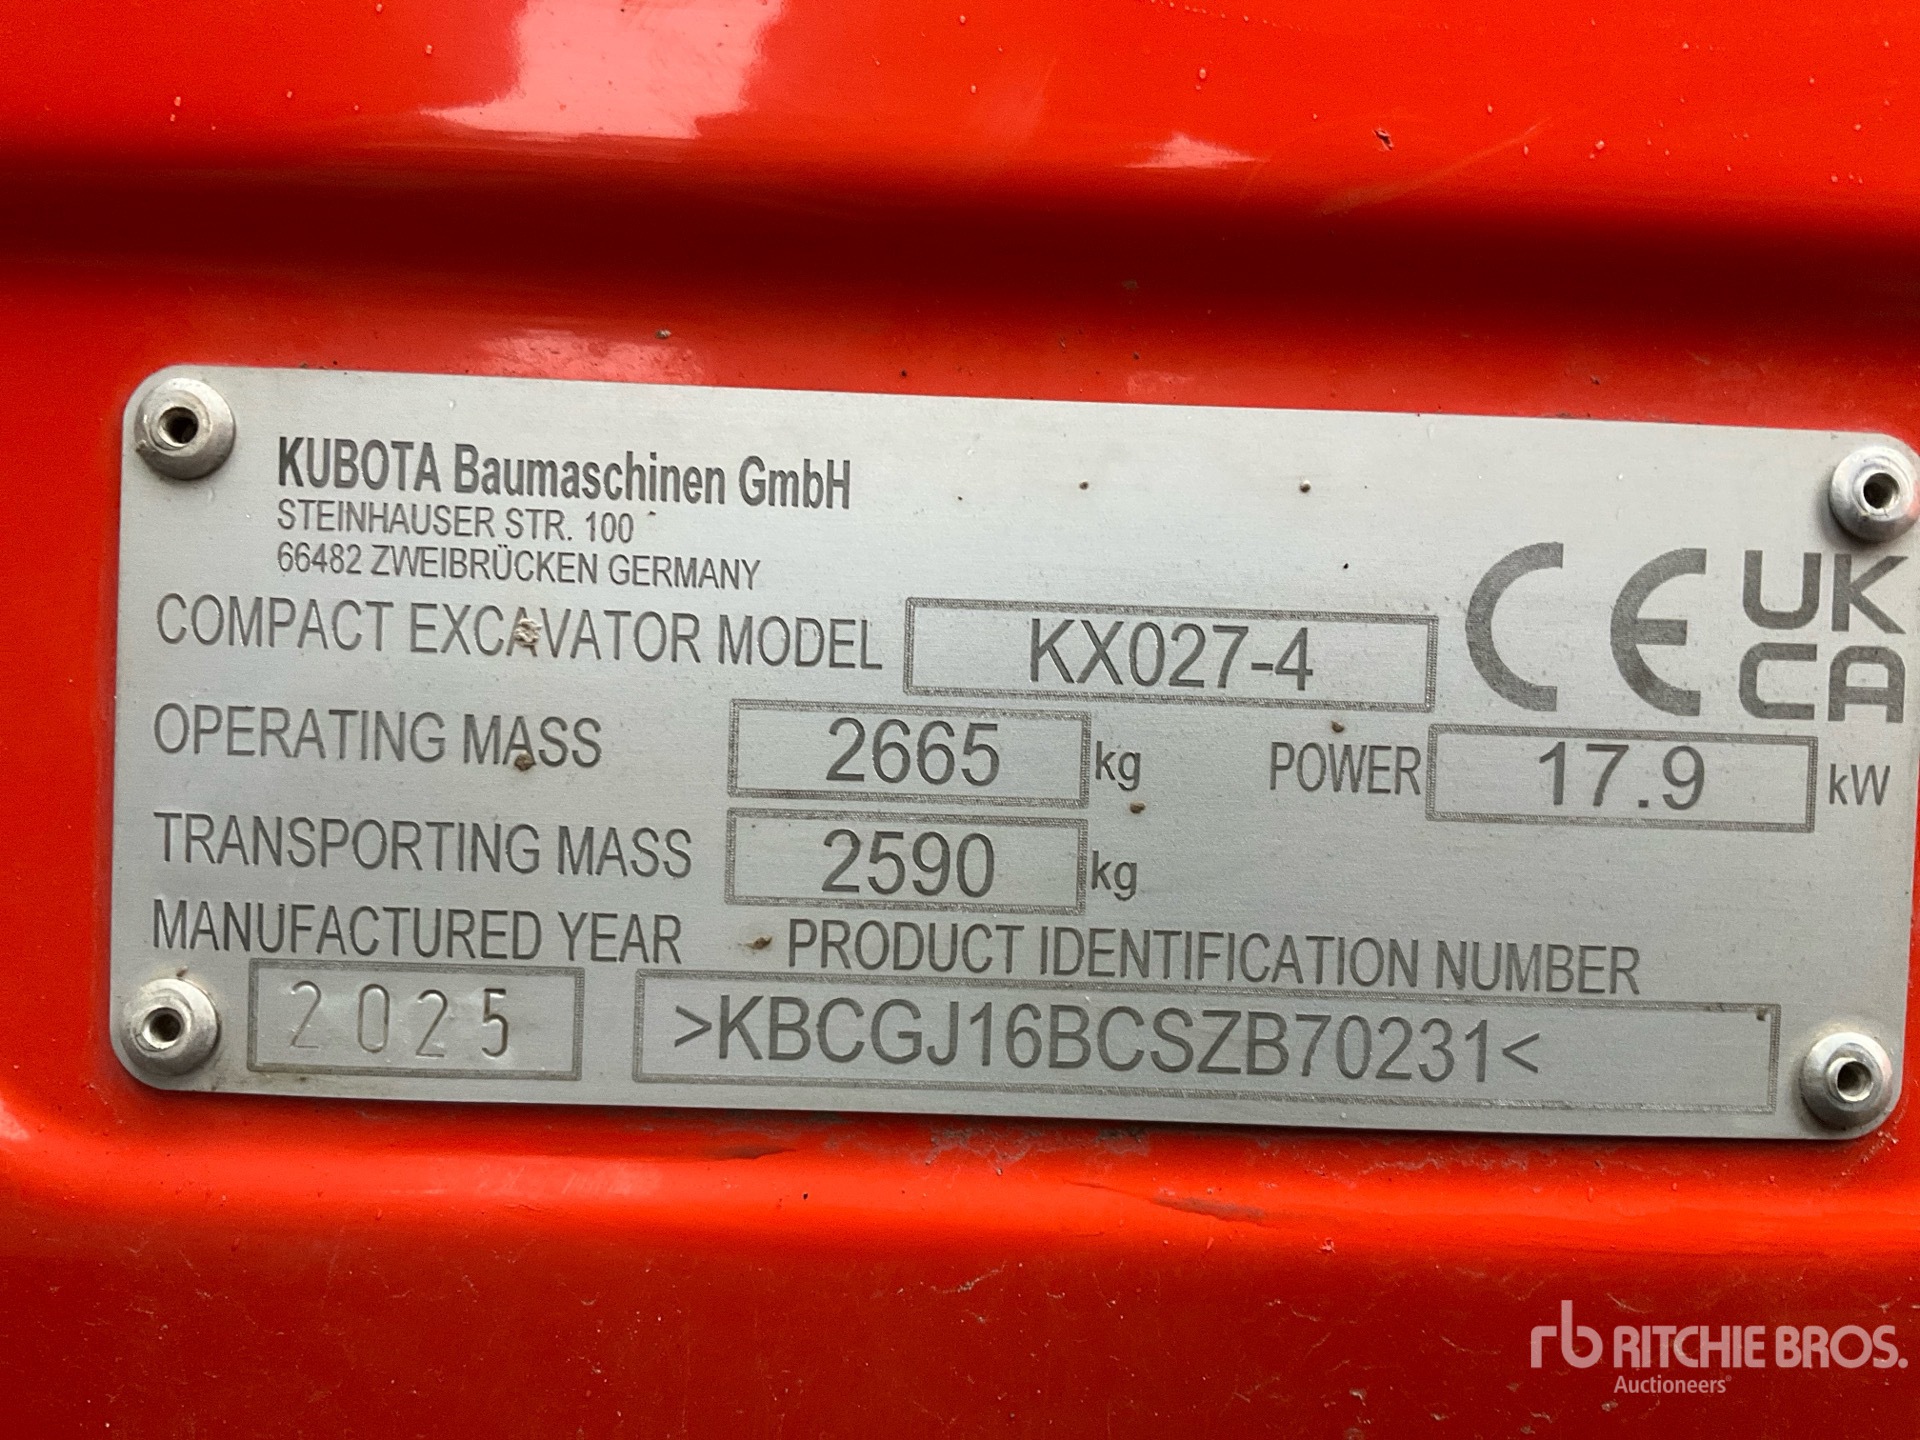 KUBOTA Baumaschinen GmbH
STEINHAUSER STR. 100
66482 ZWEIBRÜCKEN GERMANY
COMPACT EXCAVATOR MODEL KX027-4
CE UK CA
OPERATING MASS 2665 kg POWER 17.9 kW
TRANSPORTING MASS 2590 kg
MANUFACTURED YEAR PRODUCT IDENTIFICATION NUMBER
2025 >KBCGJ16BCSZB70231<
rb RITCHIE BROS.
Auctioneers